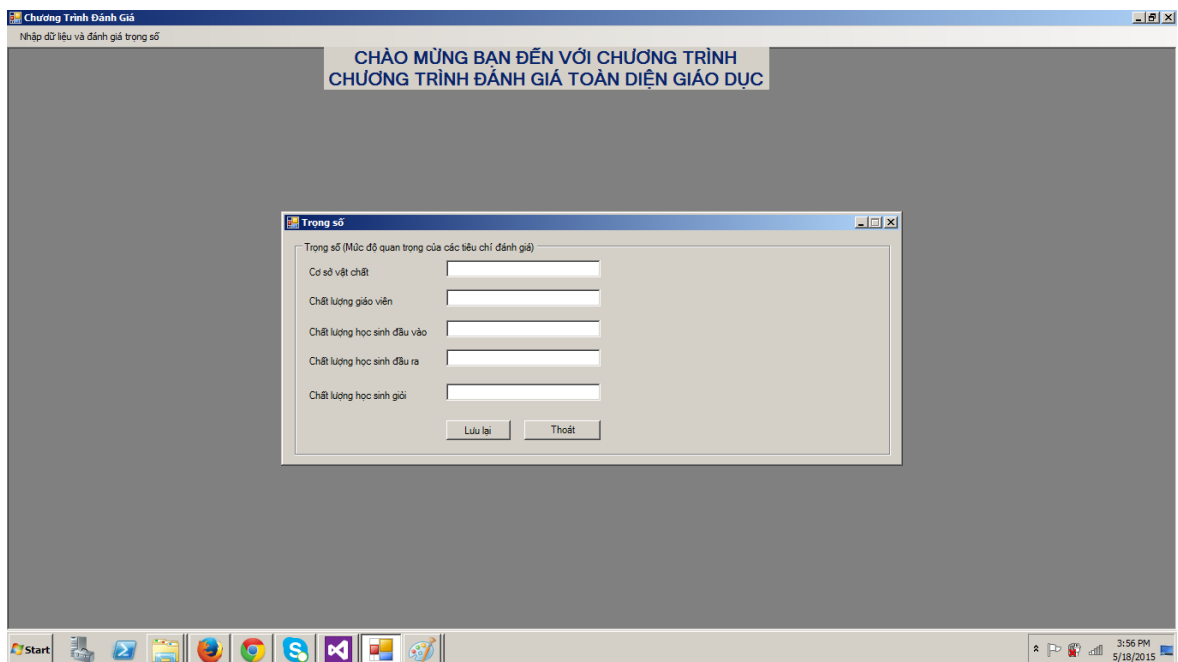 Chương Trình Đánh Giá
Nhập dữ liệu và đánh giá trọng số
CHÀO MỪNG BẠN ĐẾN VỚI CHƯƠNG TRÌNH
CHƯƠNG TRÌNH ĐÁNH GIÁ TOÀN DIỆN GIÁO DỤC
Trọng số
Trọng số (Mức độ quan trọng của các tiêu chí đánh giá)
Cơ sở vật chất
Chất lượng giáo viên
Chất lượng học sinh đầu vào
Chất lượng học sinh đầu ra
Chất lượng học sinh giỏi
Lưu lại
Thoát
Start
3:56 PM
5/18/2015